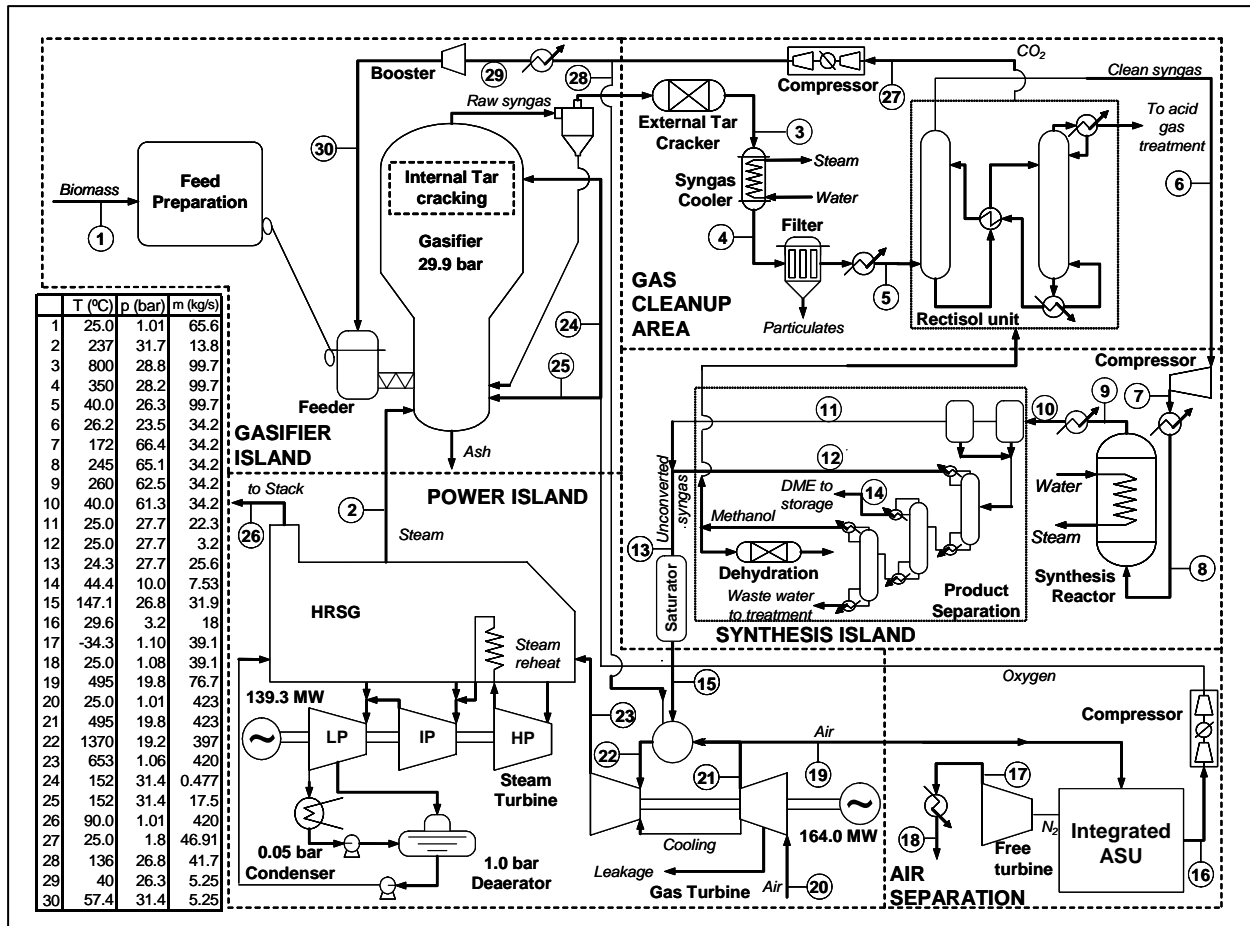 CO2
Clean syngas
Booster
29
28
Compressor
27
Raw syngas
External Tar
Cracker
3
To acid
gas
treatment
30
Biomass
Feed
Preparation
Internal Tar
cracking
Syngas
Cooler
Steam
Water
6
1
Gasifier
29.9 bar
4
Filter
5
GAS
CLEANUP
AREA
Rectisol unit
24
Particulates
25
Compressor
Feeder
7
9
GASIFIER
ISLAND
Ash
11
10
to Stack
POWER ISLAND
12
DME to
storage
14
Water
26
2
Steam
Unconverted
syngas
Methanol
Steam
13
Dehydration
8
Saturator
Waste water
to treatment
Product
Separation
Synthesis
Reactor
HRSG
Steam
reheat
SYNTHESIS ISLAND
15
Oxygen
139.3 MW
Compressor
23
22
Air
LP
IP
HP
21
19
17
Steam
Turbine
18
N2
Integrated
ASU
Free
turbine
16
0.05 bar
Condenser
1.0 bar
Deaerator
Cooling
164.0 MW
Leakage
Gas Turbine
Air
20
AIR
SEPARATION
T (ºC) p (bar) m (kg/s)
1 25.0 1.01 65.6
2 237 31.7 13.8
3 800 28.8 99.7
4 350 28.2 99.7
5 40.0 26.3 99.7
6 26.2 23.5 34.2
7 172 66.4 34.2
8 245 65.1 34.2
9 260 62.5 34.2
10 40.0 61.3 34.2
11 25.0 27.7 22.3
12 25.0 27.7 3.2
13 24.3 27.7 25.6
14 44.4 10.0 7.53
15 147.1 26.8 31.9
16 29.6 3.2 18
17 -34.3 1.10 39.1
18 25.0 1.08 39.1
19 495 19.8 76.7
20 25.0 1.01 423
21 495 19.8 423
22 1370 19.2 397
23 653 1.06 420
24 152 31.4 0.477
25 152 31.4 17.5
26 90.0 1.01 420
27 25.0 1.8 46.91
28 136 26.8 41.7
29 40 26.3 5.25
30 57.4 31.4 5.25